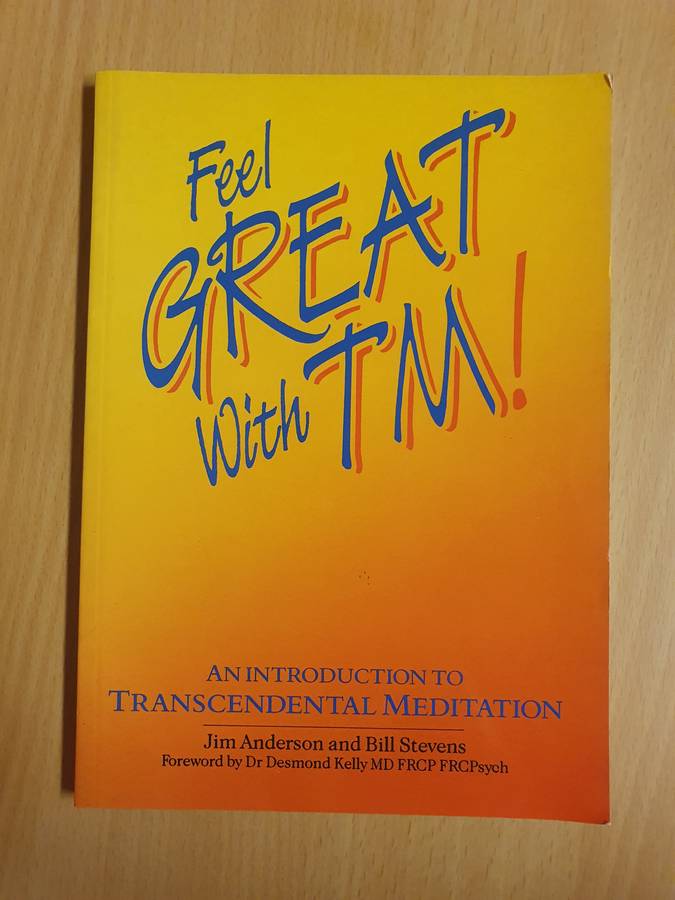 Feel
GREAT
With TM!
AN INTRODUCTION TO
TRANSCENDENTAL MEDITATION
Jim Anderson and Bill Stevens
Foreword by Dr Desmond Kelly MD FRCP FRCPsych